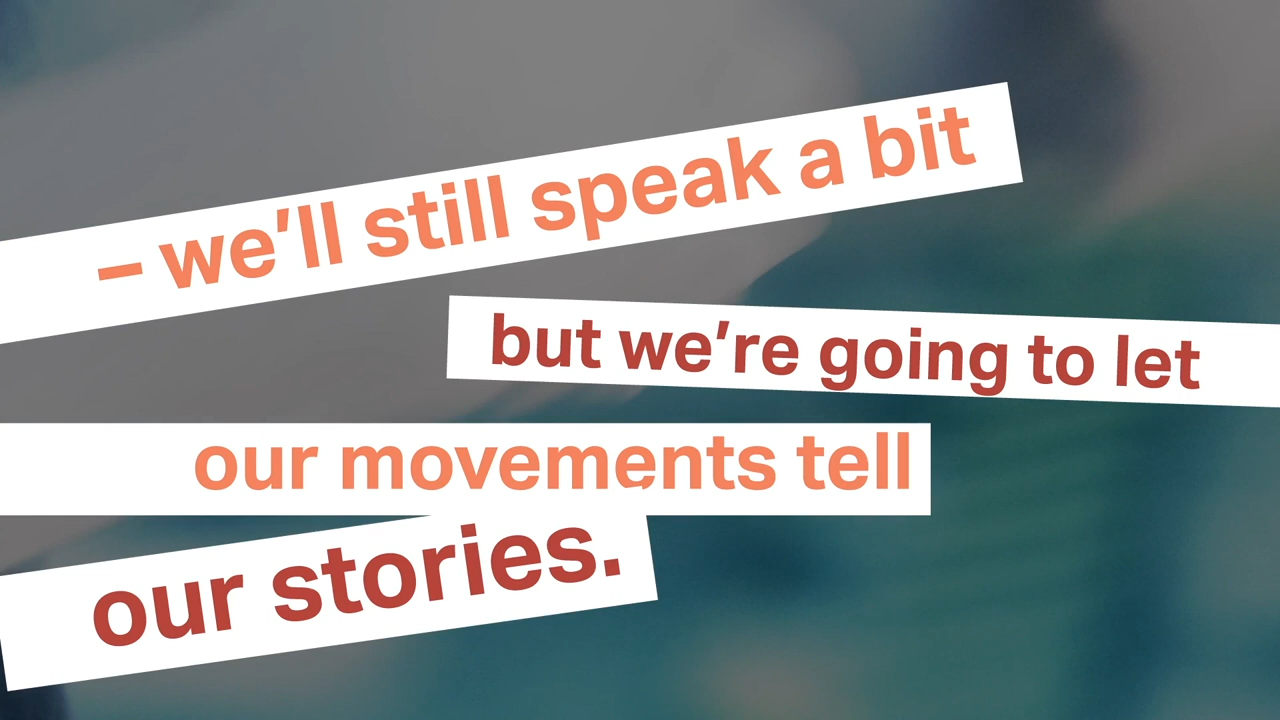 – we’ll still speak a bit
but we’re going to let
our movements tell
our stories.